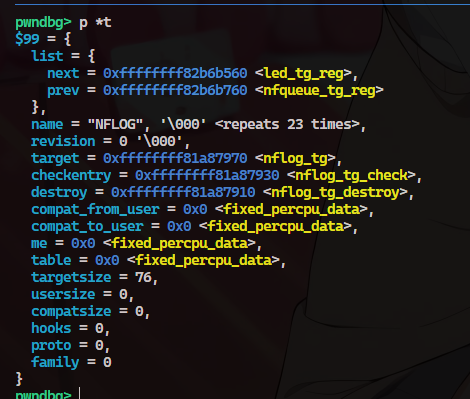 pwndbg> p *t
$99 = {
  list = {
    next = 0xffffffff82b6b560 <led_tg_reg>,
    prev = 0xffffffff82b6b760 <nfqueue_tg_reg>
  },
  name = "NFLOG", '\000' <repeats 23 times>,
  revision = 0 '\000',
  target = 0xffffffff81a87970 <nflog_tg>,
  checkentry = 0xffffffff81a87930 <nflog_tg_check>,
  destroy = 0xffffffff81a87910 <nflog_tg_destroy>,
  compat_from_user = 0x0 <fixed_percpu_data>,
  compat_to_user = 0x0 <fixed_percpu_data>,
  me = 0x0 <fixed_percpu_data>,
  table = 0x0 <fixed_percpu_data>,
  targetsize = 76,
  usersize = 0,
  compatsize = 0,
  hooks = 0,
  proto = 0,
  family = 0
}
pwndbg>